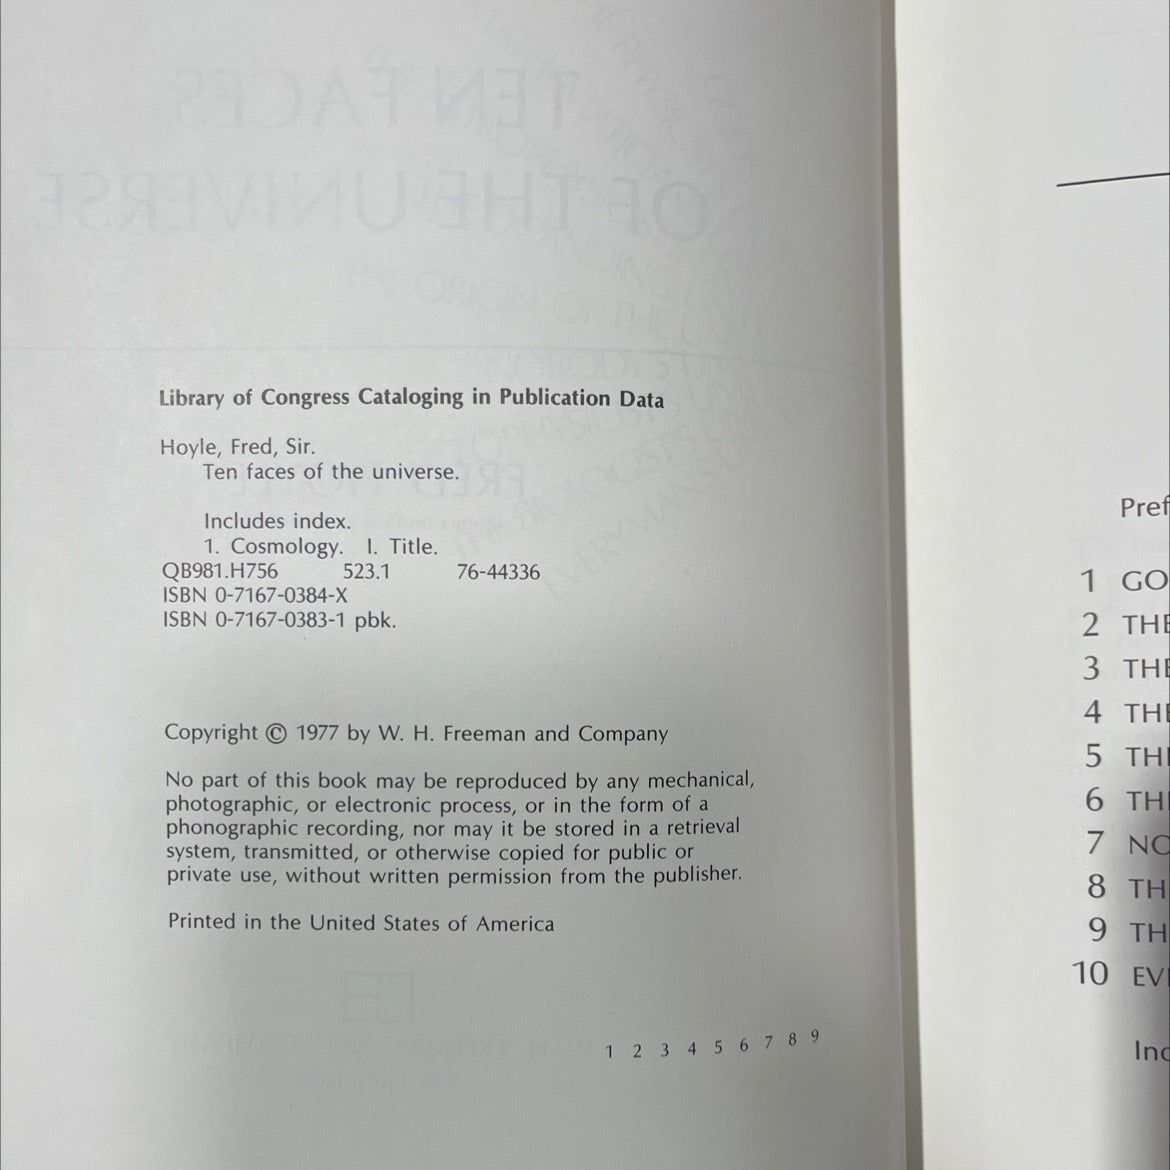 Library of Congress Cataloging in Publication Data
Hoyle, Fred, Sir.
Ten faces of the universe.
Includes index.
1. Cosmology. I. Title.
QB981.H756 523.1 76-44336
ISBN 0-7167-0384-X
ISBN 0-7167-0383-1 pbk.
Copyright © 1977 by W. H. Freeman and Company
No part of this book may be reproduced by any mechanical,
photographic, or electronic process, or in the form of a
phonographic recording, nor may it be stored in a retrieval
system, transmitted, or otherwise copied for public or
private use, without written permission from the publisher.
Printed in the United States of America
1 2 3 4 5 6 7 8 9
Pref
1 GO
2 THE
3 THE
4 THE
5 THE
6 TH
7 NO
8 TH
9 TH
10 EV
Ind